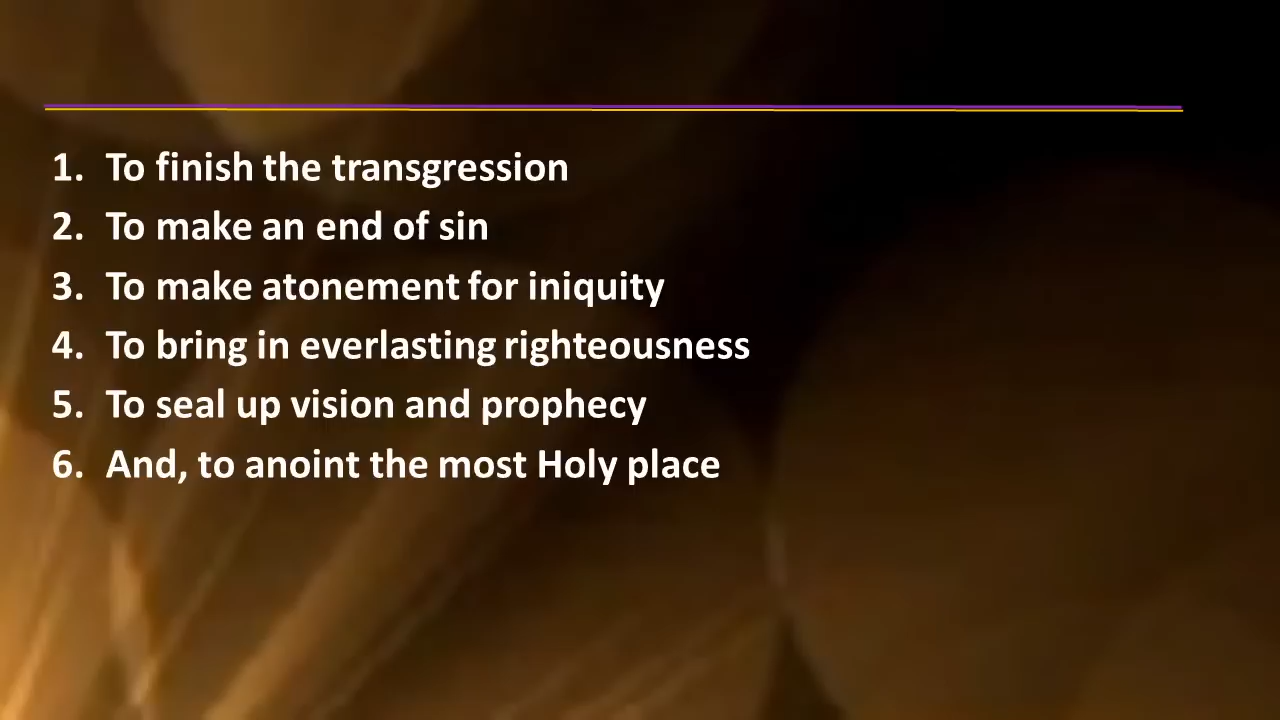 1. To finish the transgression
2. To make an end of sin
3. To make atonement for iniquity
4. To bring in everlasting righteousness
5. To seal up vision and prophecy
6. And, to anoint the most Holy place